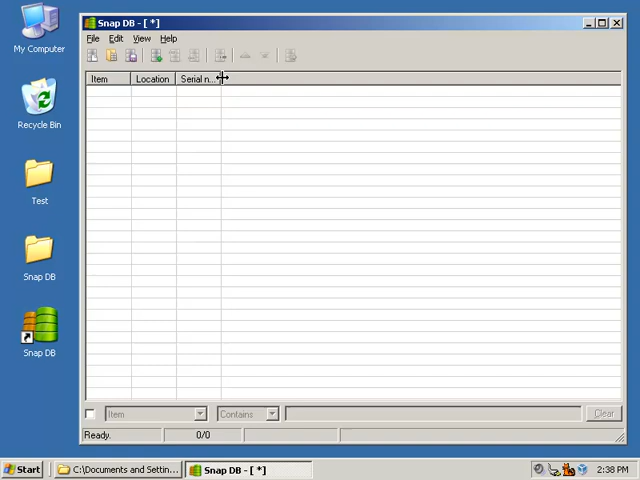 My Computer
Recycle Bin
Test
Snap DB
Snap DB
Snap DB - [ *]
File Edit View Help
Item Location Serial n...
Item Contains Clear
Ready. 0/0
Start C:\Documents and Settin... Snap DB - [ *] 2:38 PM